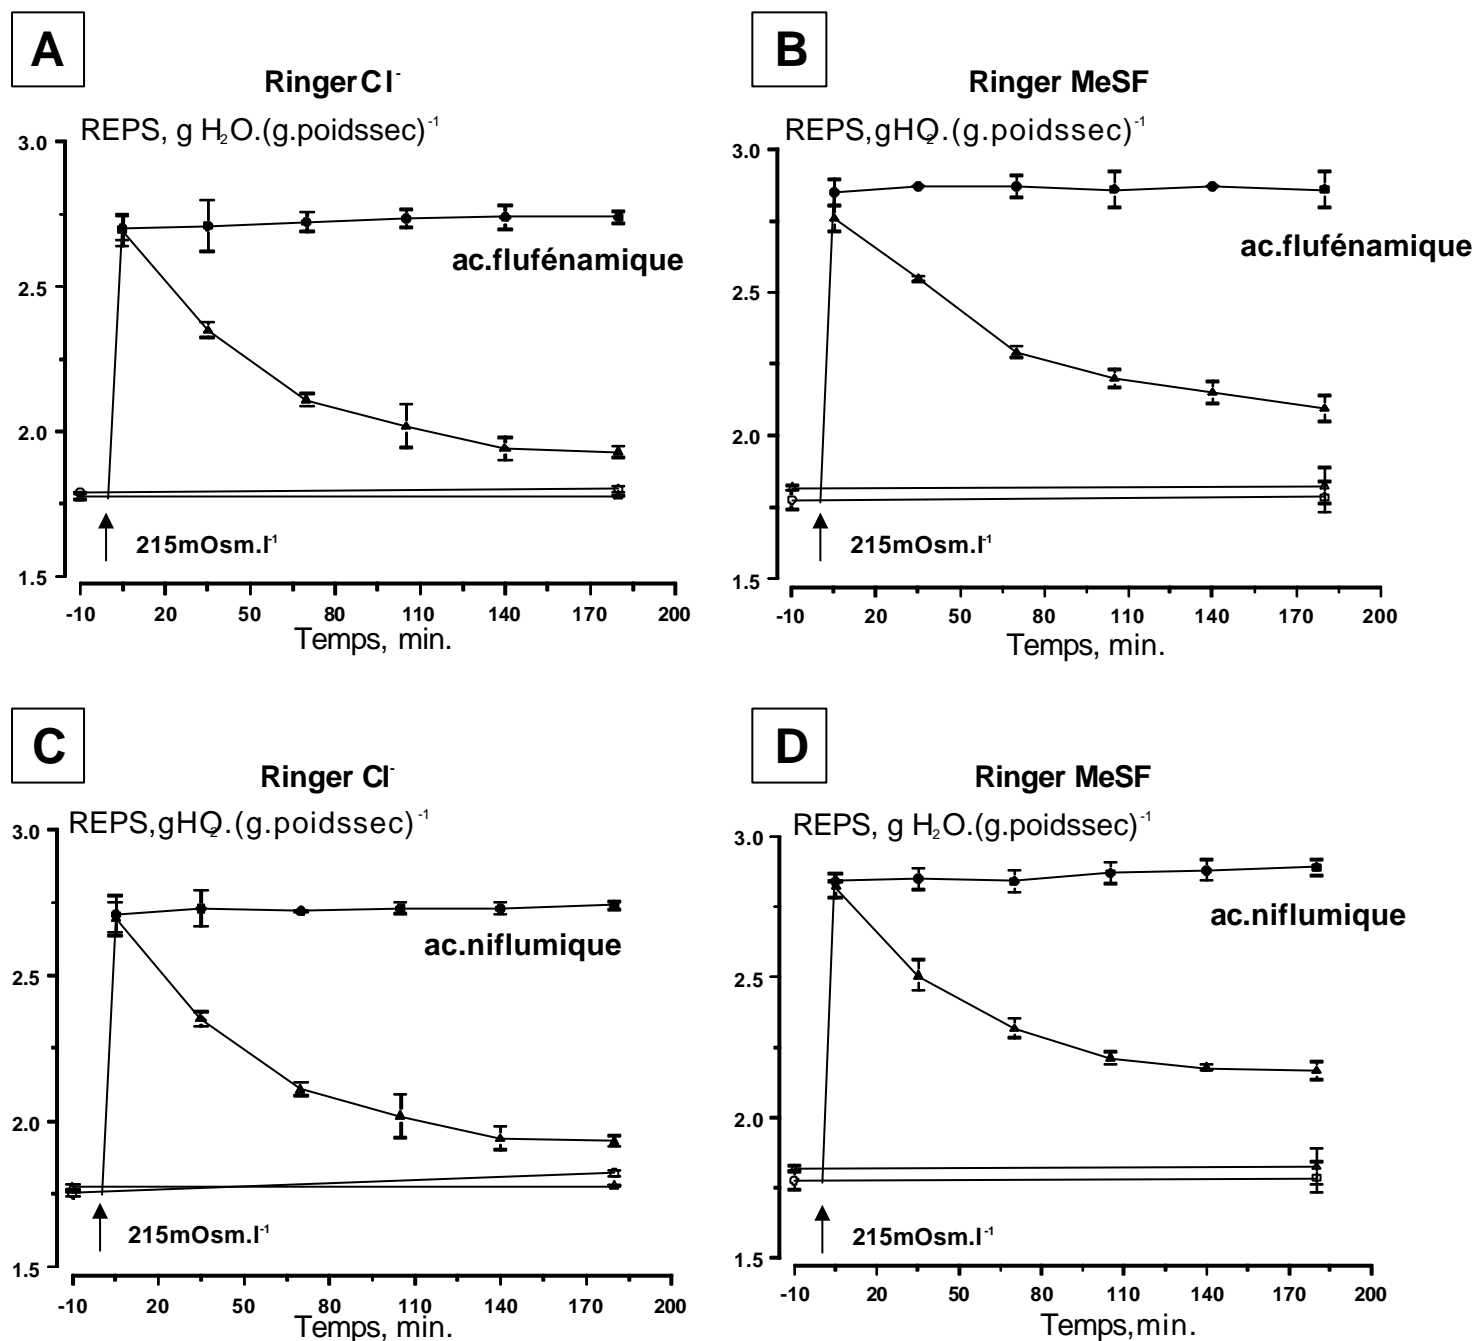 A
Ringer Cl⁻
REPS, g H₂O.(g.poidssec)⁻¹
3.0
2.5
2.0
1.5
ac.flufénamique
215mOsm.l⁻¹
-10 20 50 80 110 140 170 200
Temps, min.
B
Ringer MeSF
REPS,gHO₂.(g.poidssec)⁻¹
3.0
2.5
2.0
1.5
ac.flufénamique
215mOsm.l⁻¹
-10 20 50 80 110 140 170 200
Temps, min.
C
Ringer Cl⁻
REPS,gHO₂.(g.poidssec)⁻¹
3.0
2.5
2.0
1.5
ac.niflumique
215mOsm.l⁻¹
-10 20 50 80 110 140 170 200
Temps, min.
D
Ringer MeSF
REPS, g H₂O.(g.poidssec)⁻¹
3.0
2.5
2.0
1.5
ac.niflumique
215mOsm.l⁻¹
-10 20 50 80 110 140 170 200
Temps,min.